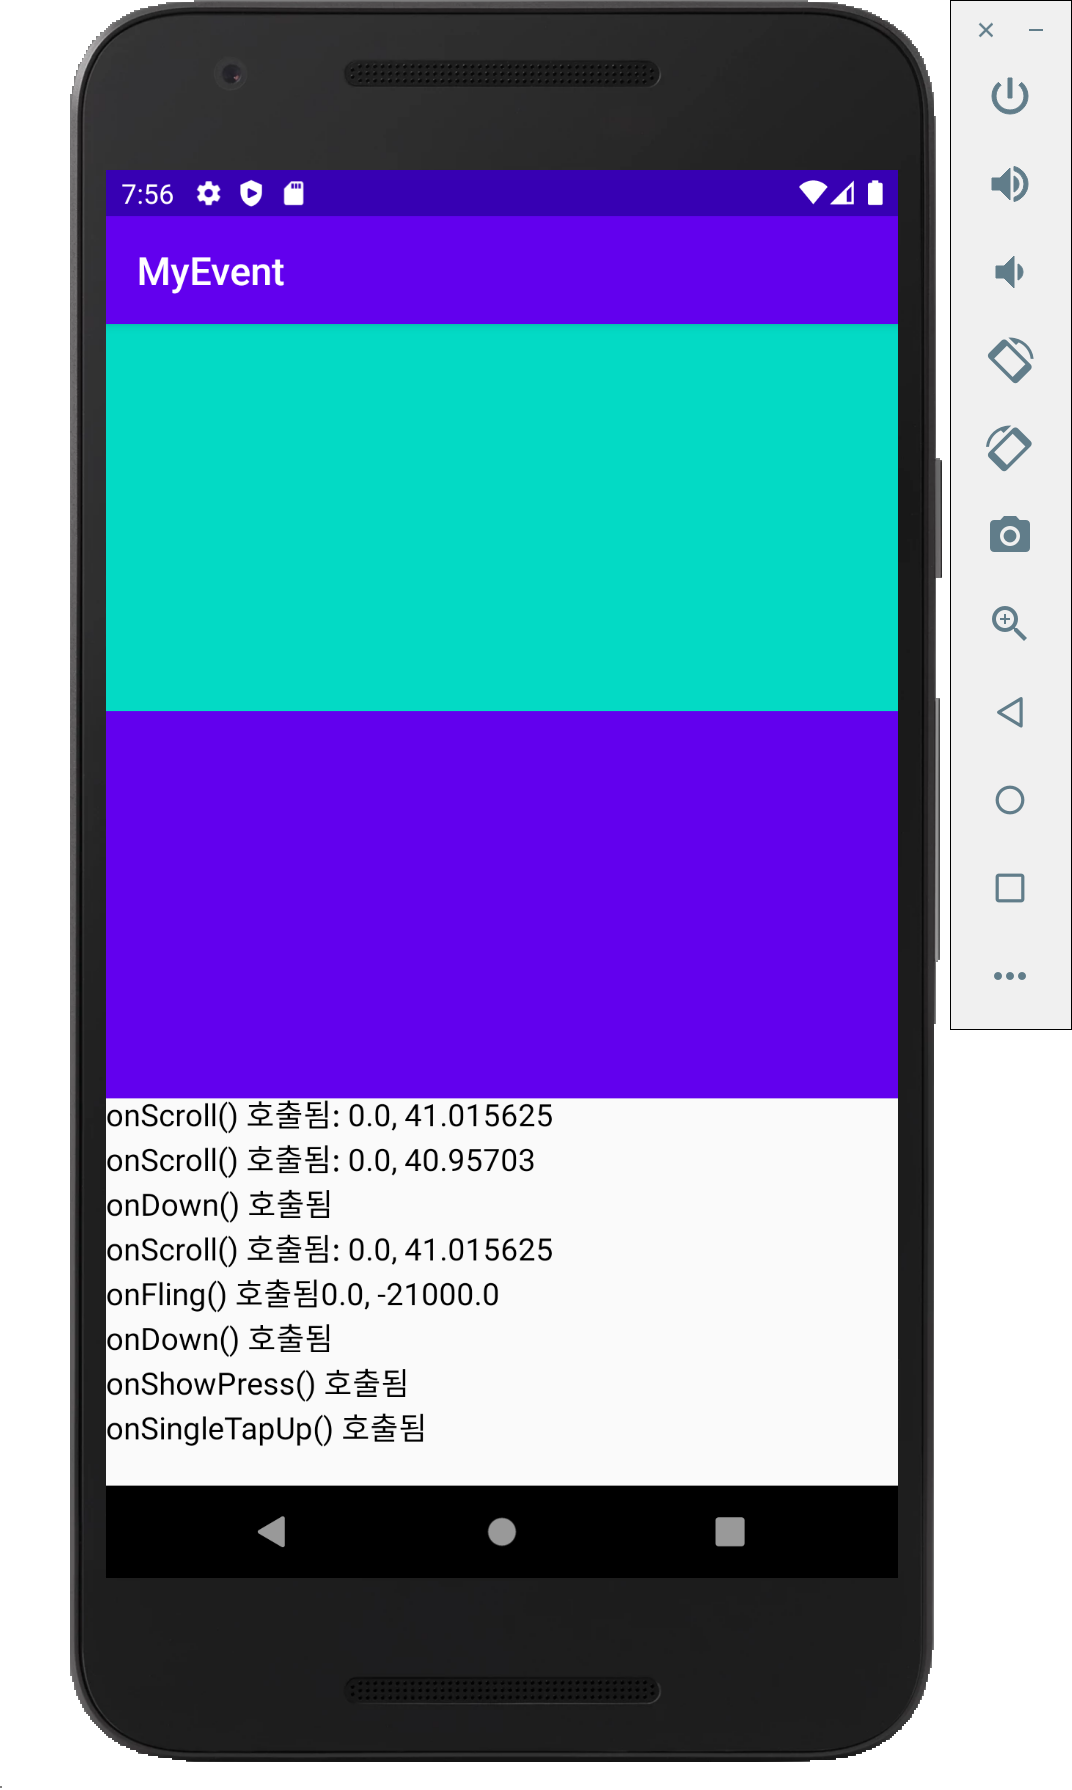 7:56
MyEvent
onScroll() 호출됨: 0.0, 41.015625
onScroll() 호출됨: 0.0, 40.95703
onDown() 호출됨
onScroll() 호출됨: 0.0, 41.015625
onFling() 호출됨0.0, -21000.0
onDown() 호출됨
onShowPress() 호출됨
onSingleTapUp() 호출됨